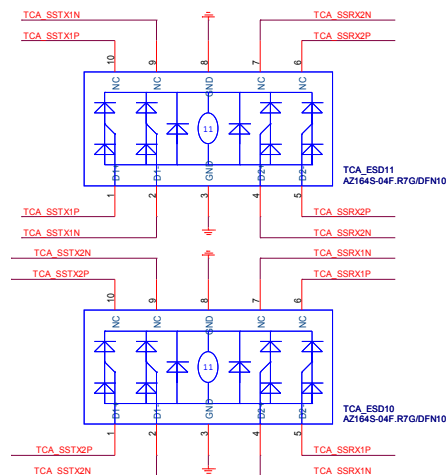 TCA_SSTX1N TCA_SSRX2N
TCA_SSTX1P TCA_SSRX2P
10 9 8 7 6
NC NC GND NC NC
11
D1+ D1- GND D2+ D2-
TCA_ESD11
AZ164S-04F.R7G/DFN10
1 2 3 4 5
TCA_SSTX1P TCA_SSRX2P
TCA_SSTX1N TCA_SSRX2N
TCA_SSTX2N TCA_SSRX1N
TCA_SSTX2P TCA_SSRX1P
10 9 8 7 6
NC NC GND NC NC
11
D1+ D1- GND D2+ D2-
TCA_ESD10
AZ164S-04F.R7G/DFN10
1 2 3 4 5
TCA_SSTX2P TCA_SSRX1P
TCA_SSTX2N TCA_SSRX1N